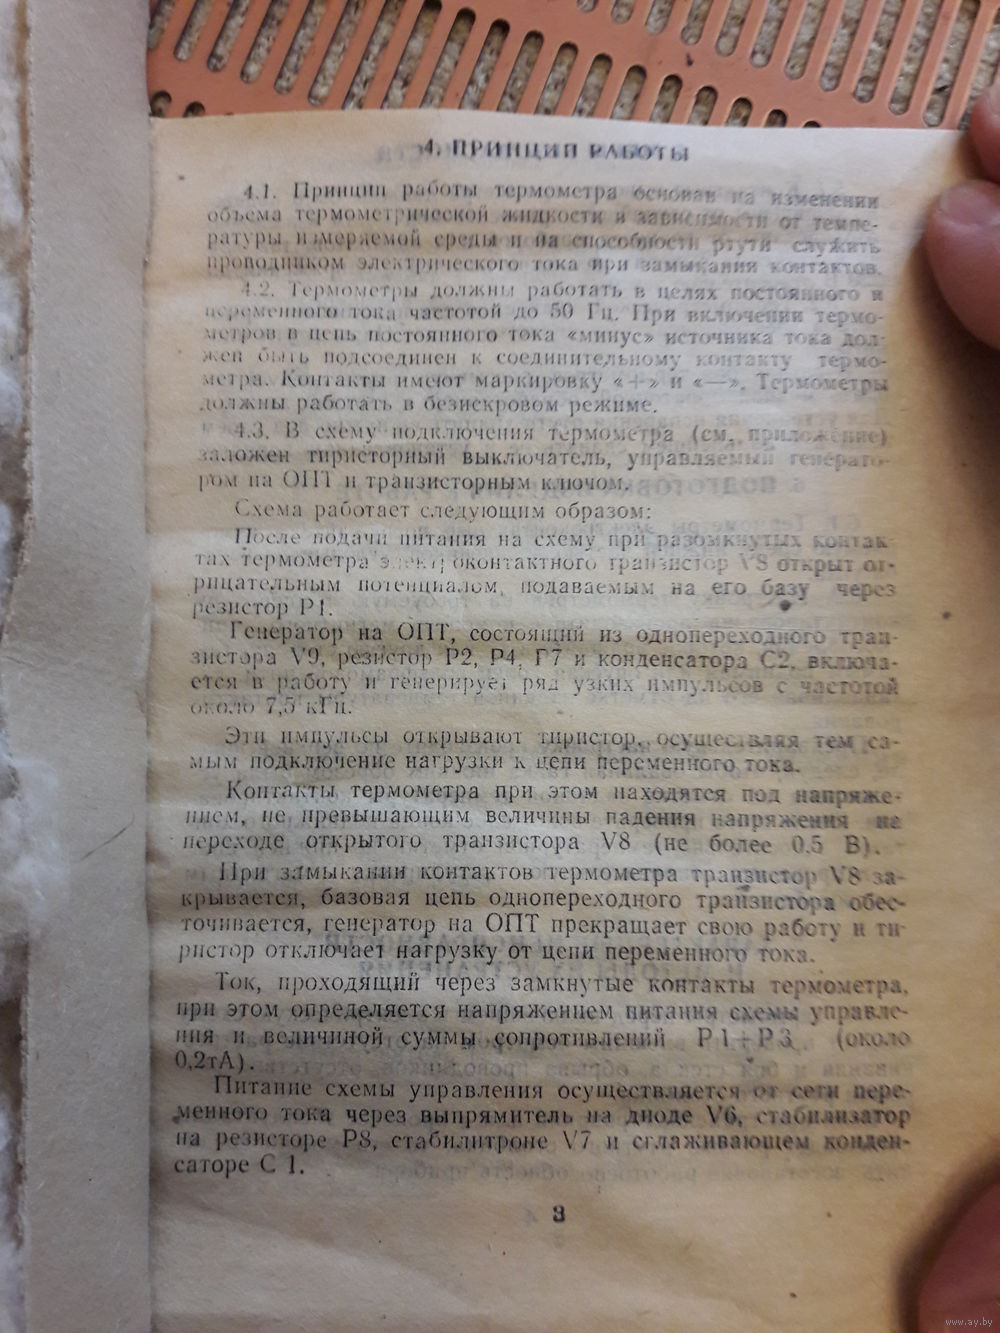 4. ПРИНЦИП РАБОТЫ
4.1. Принцип работы термометра основан на изменении
объема термометрической жидкости в зависимости от темпе-
ратуры измеряемой среды и на способности ртути служить
проводником электрического тока при замыкании контактов.
4.2. Термометры должны работать в целях постоянного и
переменного тока частотой до 50 Гц. При включении термо-
метров в цепь постоянного тока «минус» источника тока дол-
жен быть подсоединен к соединительному контакту термо-
метра. Контакты имеют маркировку «+» и «—». Термометры
должны работать в безискровом режиме.
4.3. В схему подключения термометра (см. приложение)
заложен тиристорный выключатель, управляемый генерато-
ром на ОПТ и транзисторным ключом.
Схема работает следующим образом:
После подачи питания на схему при разомкнутых контак-
тах термометра электроконтактного транзистор V8 открыт от-
рицательным потенциалом, подаваемым на его базу через
резистор Р1.
Генератор на ОПТ, состоящий из однопереходного тран-
зистора V9, резистор Р2, Р4, Г7 и конденсатора С2, включа-
ется в работу и генерирует ряд узких импульсов с частотой
около 7,5 кГц.
Эти импульсы открывают тиристор, осуществляя тем са-
мым подключение нагрузки к цепи переменного тока.
Контакты термометра при этом находятся под напряже-
нием, не превышающим величины падения напряжения не
переходе открытого транзистора V8 (не более 0,5 В).
При замыкании контактов термометра транзистор V8 за-
крывается, базовая цепь однопереходного транзистора обес-
точивается, генератор на ОПТ прекращает свою работу и ти-
ристор отключает нагрузку от цепи переменного тока.
Ток, проходящий через замкнутые контакты термометра,
при этом определяется напряжением питания схемы управле-
ния и величиной суммы сопротивлений Р1+Р3 (около
0,2тА).
Питание схемы управления осуществляется от сети пере-
менного тока через выпрямитель на диоде V6, стабилизатор
на резисторе Р8, стабилитроне V7 и сглаживающем конден-
саторе С 1.
3
www.ay.by